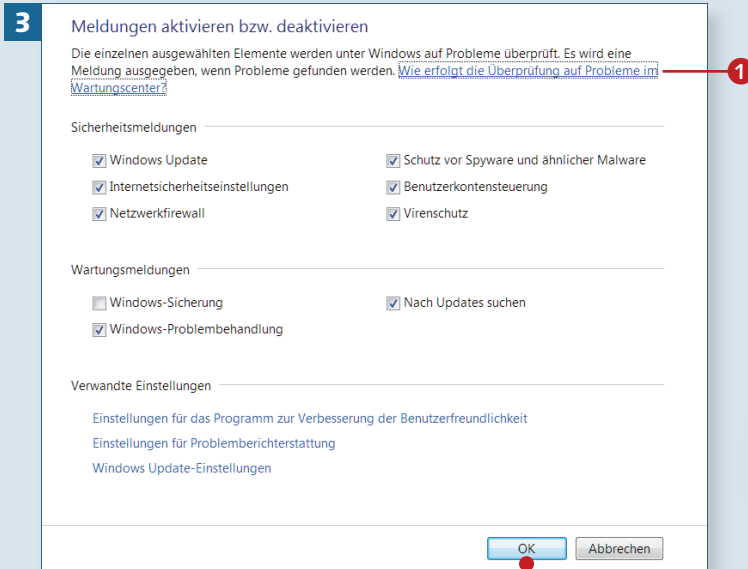 3
Meldungen aktivieren bzw. deaktivieren
Die einzelnen ausgewählten Elemente werden unter Windows auf Probleme überprüft. Es wird eine
Meldung ausgegeben, wenn Probleme gefunden werden. Wie erfolgt die Überprüfung auf Probleme im
Wartungscenter?
1
Sicherheitsmeldungen
Windows Update
Schutz vor Spyware und ähnlicher Malware
Internetsicherheitseinstellungen
Benutzerkontensteuerung
Netzwerkfirewall
Virenschutz
Wartungsmeldungen
Windows-Sicherung
Nach Updates suchen
Windows-Problembehandlung
Verwandte Einstellungen
Einstellungen für das Programm zur Verbesserung der Benutzerfreundlichkeit
Einstellungen für Problemberichterstattung
Windows Update-Einstellungen
OK
Abbrechen